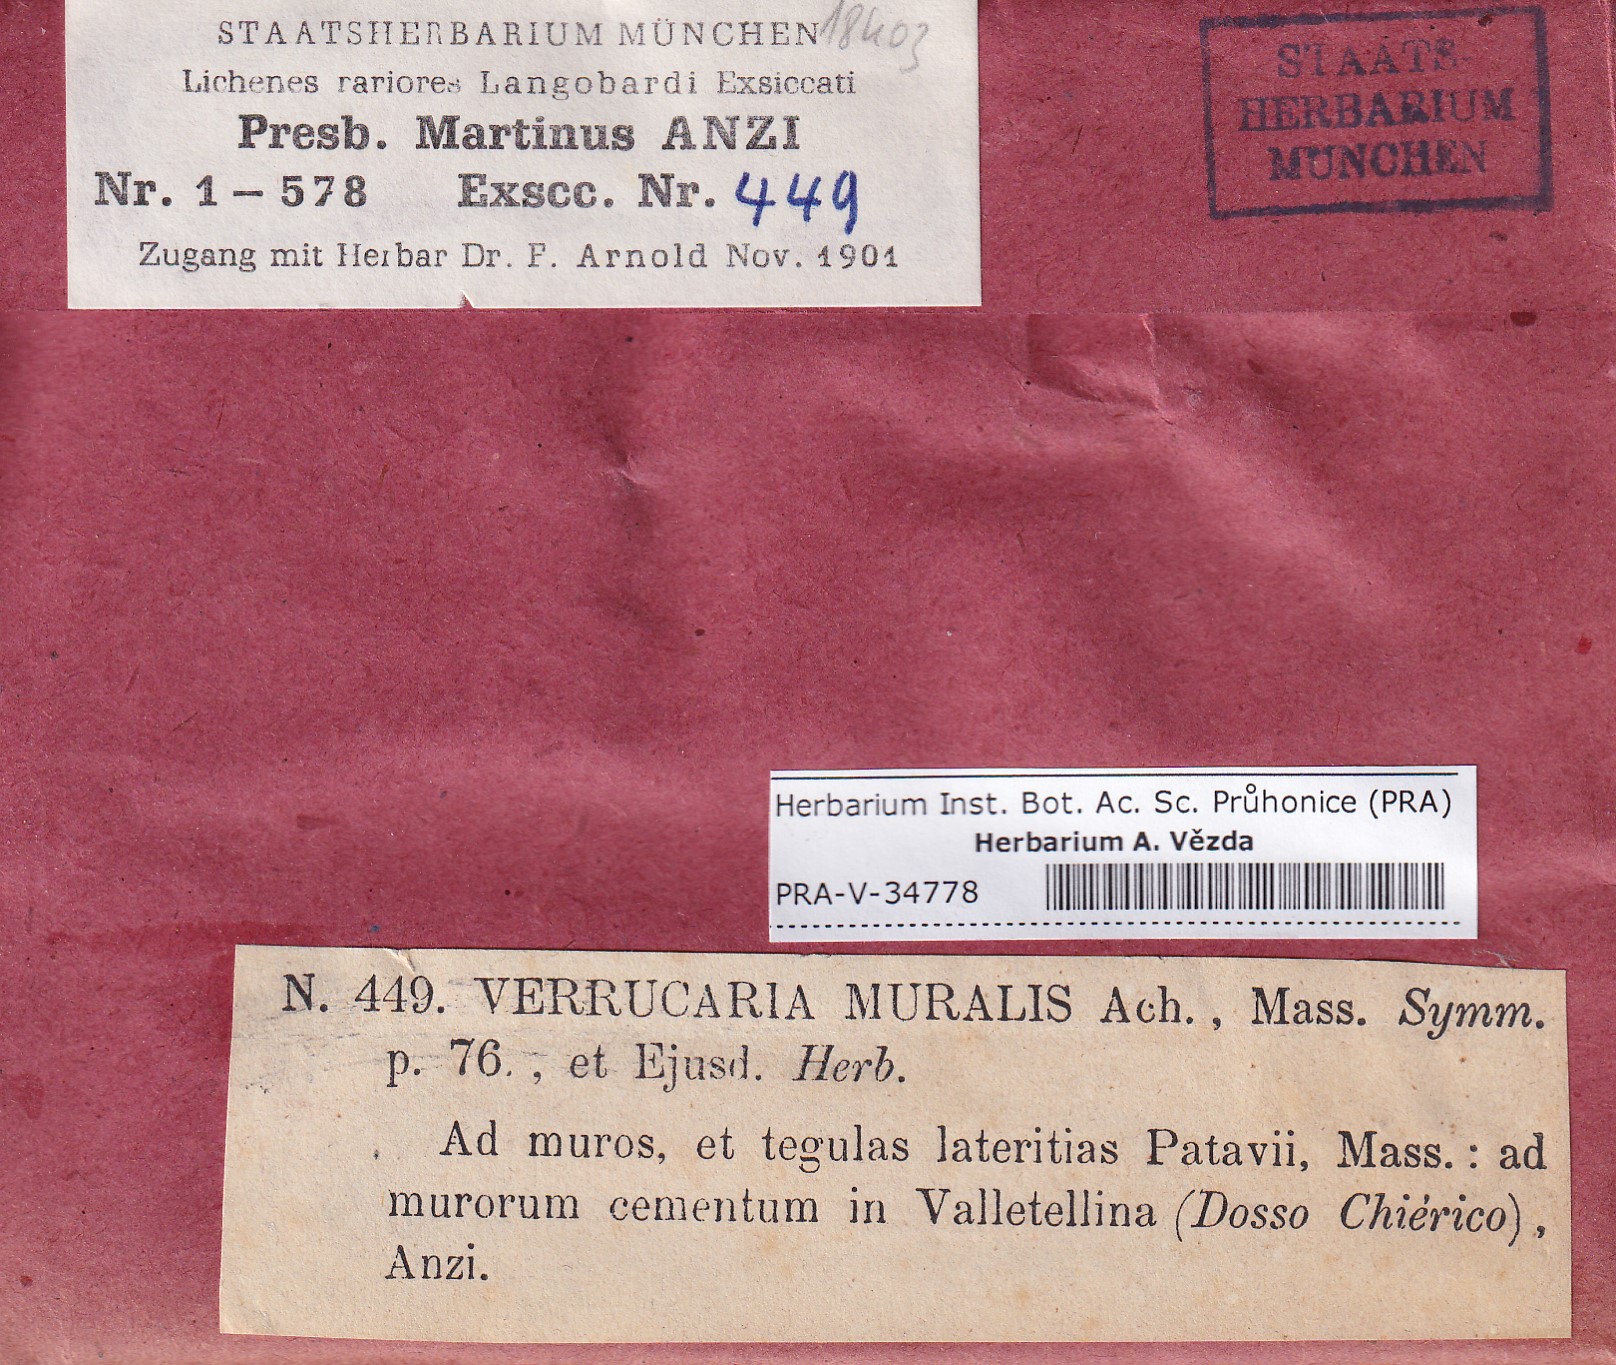 STAATSHERBARIUM MÜNCHEN 18403
Lichenes rariores Langobardi Exsiccati
Presb. Martinus ANZI
Nr. 1 – 578 Exscc. Nr. 449
Zugang mit Herbar Dr. F. Arnold Nov. 1901
STAATS-
HERBARIUM
MÜNCHEN
Herbarium Inst. Bot. Ac. Sc. Průhonice (PRA)
Herbarium A. Vězda
PRA-V-34778
N. 449. VERRUCARIA MURALIS Ach., Mass. Symm.
p. 76., et Ejusd. Herb.
Ad muros, et tegulas lateritias Patavii, Mass.: ad
murorum cementum in Valletellina (Dosso Chiérico),
Anzi.